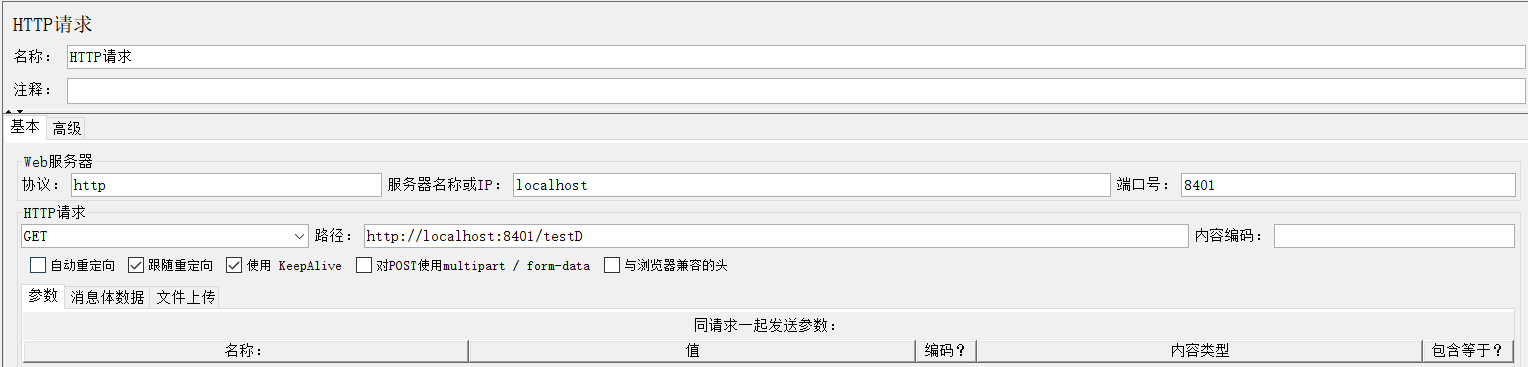 HTTP请求
名称： HTTP请求
注释：
基本 高级
Web服务器
协议： http 服务器名称或IP： localhost 端口号： 8401
HTTP请求
GET 路径： http://localhost:8401/testD 内容编码：
自动重定向 跟随重定向 使用 KeepAlive 对POST使用multipart / form-data 与浏览器兼容的头
参数 消息体数据 文件上传
同请求一起发送参数：
名称： 值 编码？ 内容类型 包含等于？